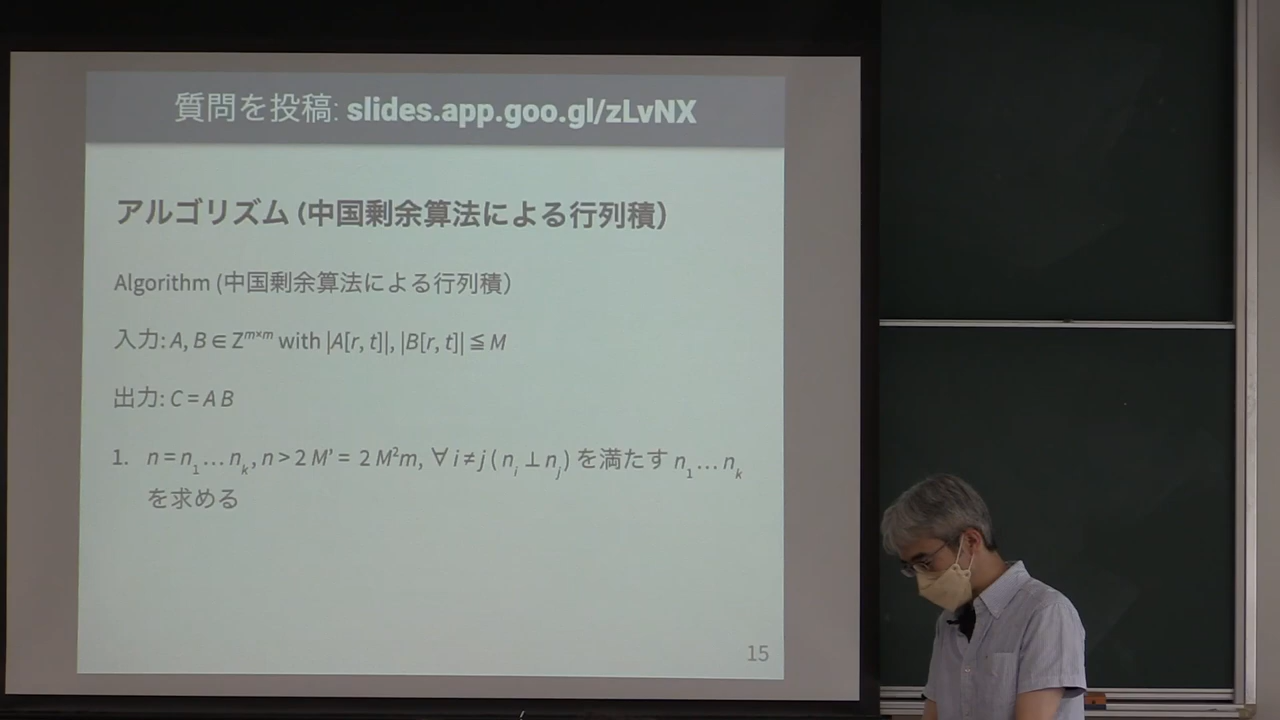 質問を投稿: slides.app.goo.gl/zLvNX
アルゴリズム (中国剰余算法による行列積)
Algorithm (中国剰余算法による行列積)
入力: A, B ∈ Z^{m×m} with |A[r, t]|, |B[r, t]| ≦ M
出力: C = A B
1. n = n_1 … n_k, n > 2 M' = 2 M²m, ∀ i ≠ j ( n_i ⊥ n_j ) を満たす n_1 … n_k
を求める
15